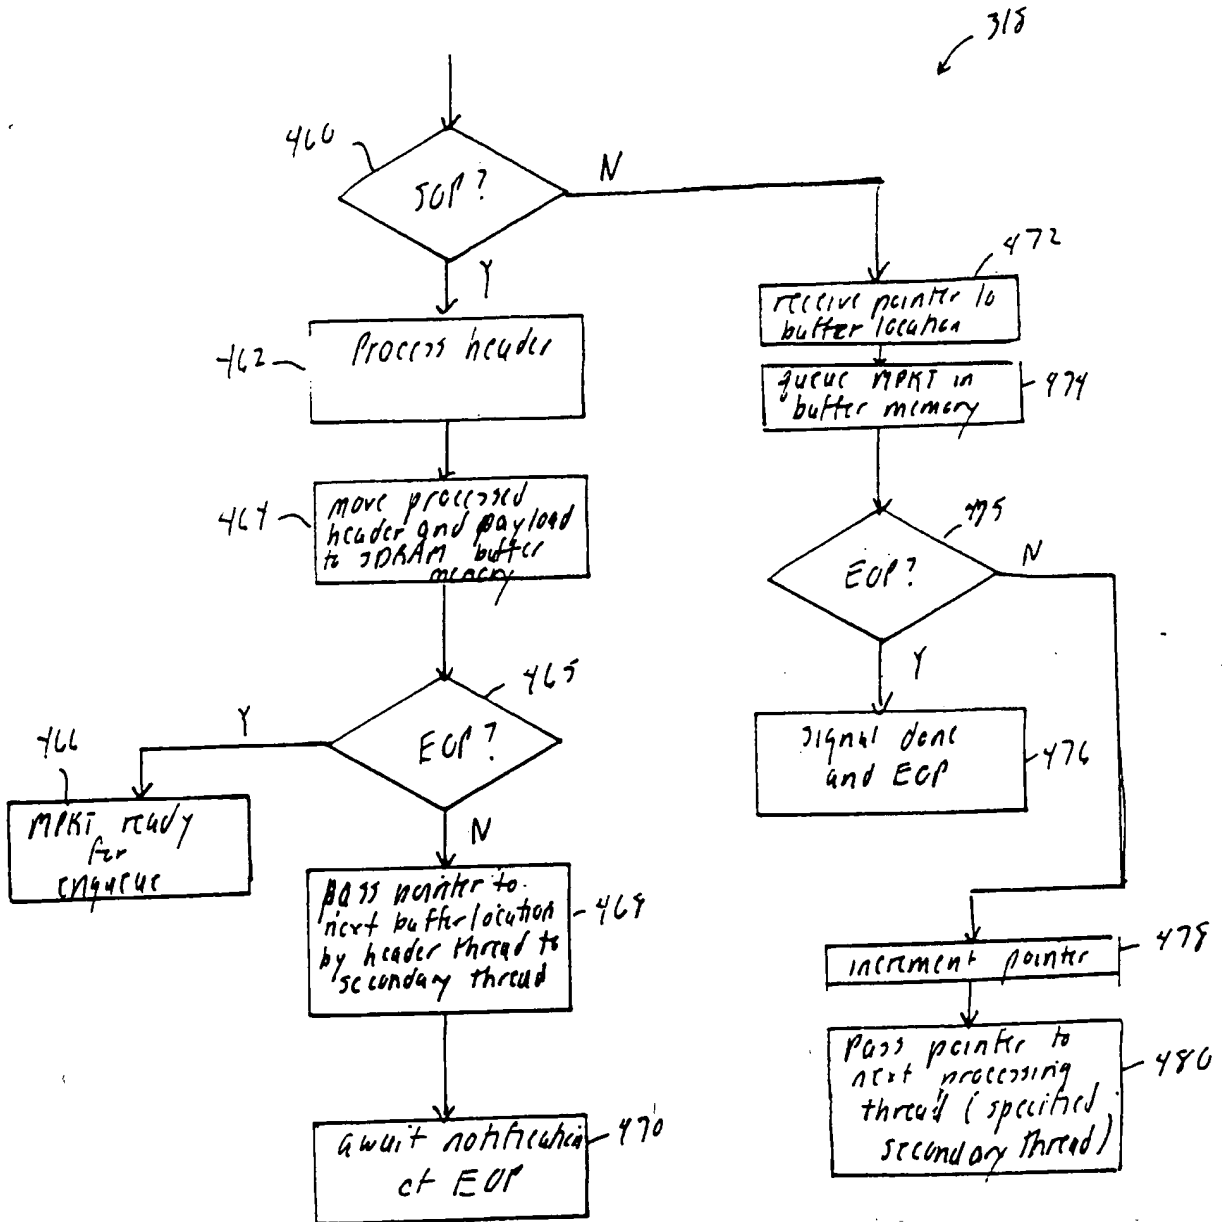 318
460
SOP?
N
Y
462
Process header
464
move processed
header and payload
to SDRAM buffer
memory
465
EOP?
Y
466
MPKT ready
for
enqueue
N
pass pointer to
next buffer location
by header thread to
secondary thread
468
await notification
of EOP
470
472
receive pointer to
buffer location
queue MPKT in
buffer memory
474
475
EOP?
N
Y
signal done
and EOP
476
increment pointer
478
Pass pointer to
next processing
thread (specified
secondary thread)
480